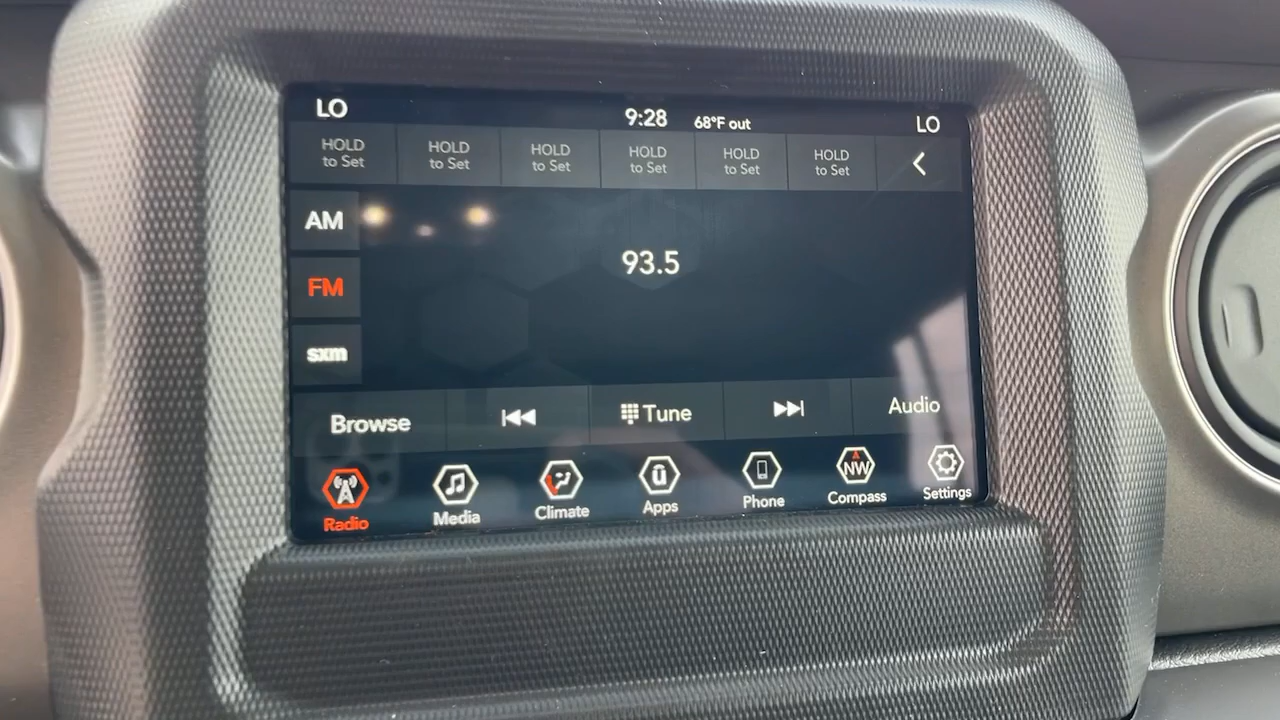 LO
9:28
68°F out
LO
HOLD
to Set
HOLD
to Set
HOLD
to Set
HOLD
to Set
HOLD
to Set
HOLD
to Set
AM
93.5
FM
sxm
Browse
Tune
Audio
NW
Radio
Media
Climate
Apps
Phone
Compass
Settings